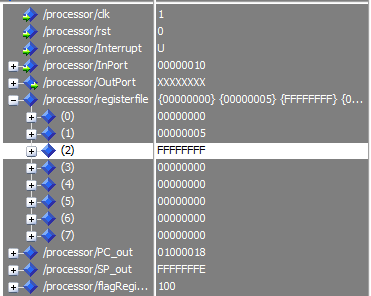 /processor/clk 1
/processor/rst 0
/processor/Interrupt U
/processor/InPort 00000010
/processor/OutPort XXXXXXXX
/processor/registerfile {00000000} {00000005} {FFFFFFFF} {0...
(0) 00000000
(1) 00000005
(2) FFFFFFFF
(3) 00000000
(4) 00000000
(5) 00000000
(6) 00000000
(7) 00000000
/processor/PC_out 01000018
/processor/SP_out FFFFFFFE
/processor/flagRegi... 100